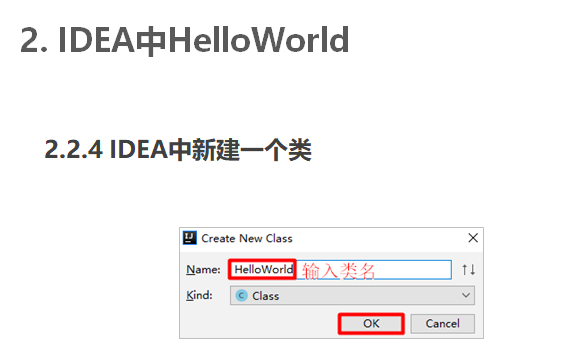 2. IDEA中HelloWorld
2.2.4 IDEA中新建一个类
Create New Class
Name: HelloWorld 输入类名
Kind: Class
OK Cancel